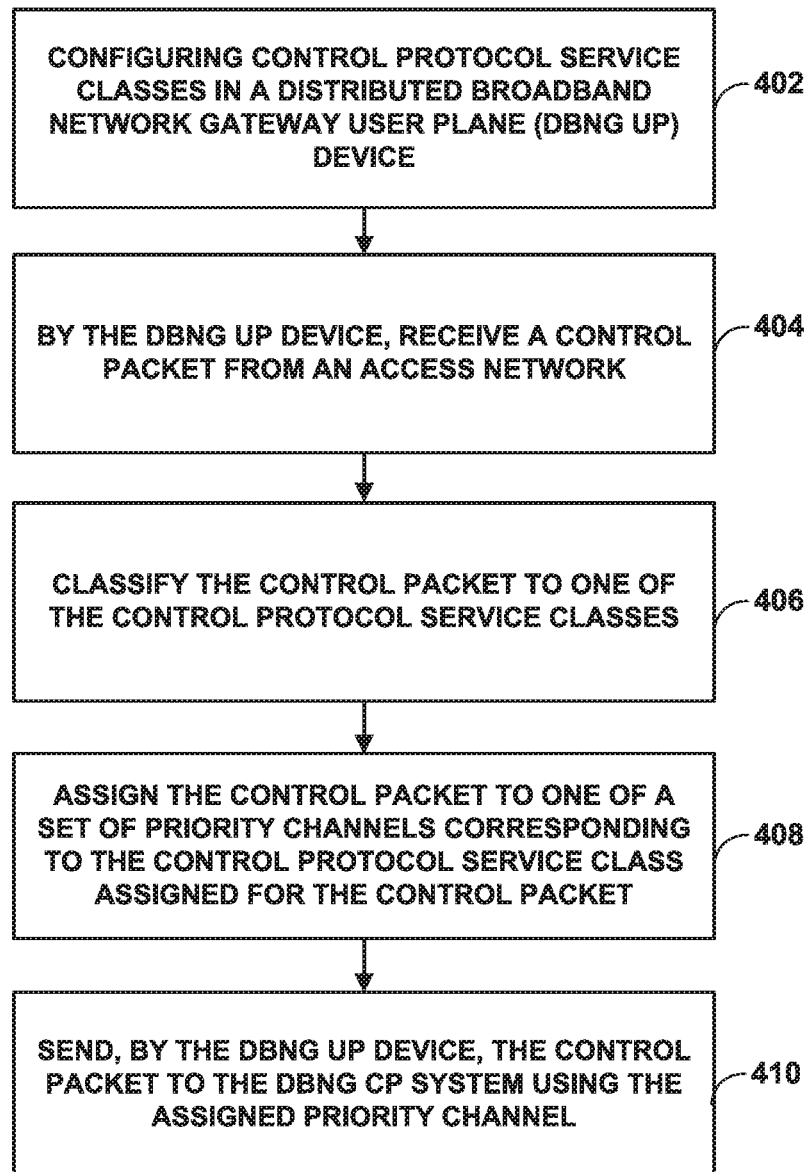 CONFIGURING CONTROL PROTOCOL SERVICE
CLASSES IN A DISTRIBUTED BROADBAND
NETWORK GATEWAY USER PLANE (DBNG UP)
DEVICE
402
BY THE DBNG UP DEVICE, RECEIVE A CONTROL
PACKET FROM AN ACCESS NETWORK
404
CLASSIFY THE CONTROL PACKET TO ONE OF
THE CONTROL PROTOCOL SERVICE CLASSES
406
ASSIGN THE CONTROL PACKET TO ONE OF A
SET OF PRIORITY CHANNELS CORRESPONDING
TO THE CONTROL PROTOCOL SERVICE CLASS
ASSIGNED FOR THE CONTROL PACKET
408
SEND, BY THE DBNG UP DEVICE, THE CONTROL
PACKET TO THE DBNG CP SYSTEM USING THE
ASSIGNED PRIORITY CHANNEL
410